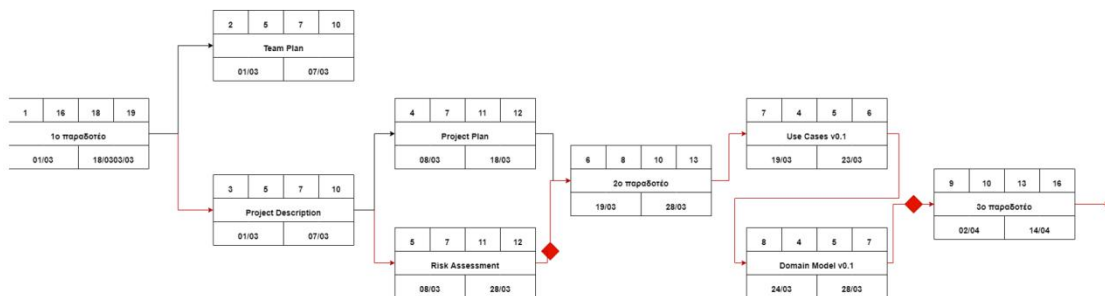 2 5 7 10
Team Plan
01/03 07/03
1 16 18 19
1ο παραδοτέο
01/03 18/0303/03
3 5 7 10
Project Description
01/03 07/03
4 7 11 12
Project Plan
08/03 18/03
5 7 11 12
Risk Assessment
08/03 28/03
6 8 10 13
2ο παραδοτέο
19/03 28/03
7 4 5 6
Use Cases v0.1
19/03 23/03
8 4 5 7
Domain Model v0.1
24/03 28/03
9 10 13 16
3ο παραδοτέο
02/04 14/04